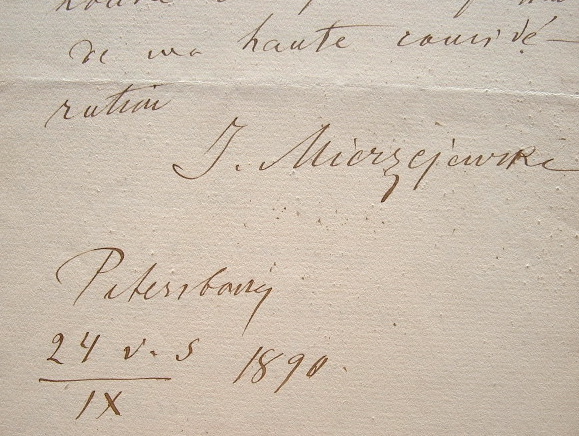 de ma haute considé-
ration
J. Mierzejewski
Petersbourg
24 v. s 1890.
IX